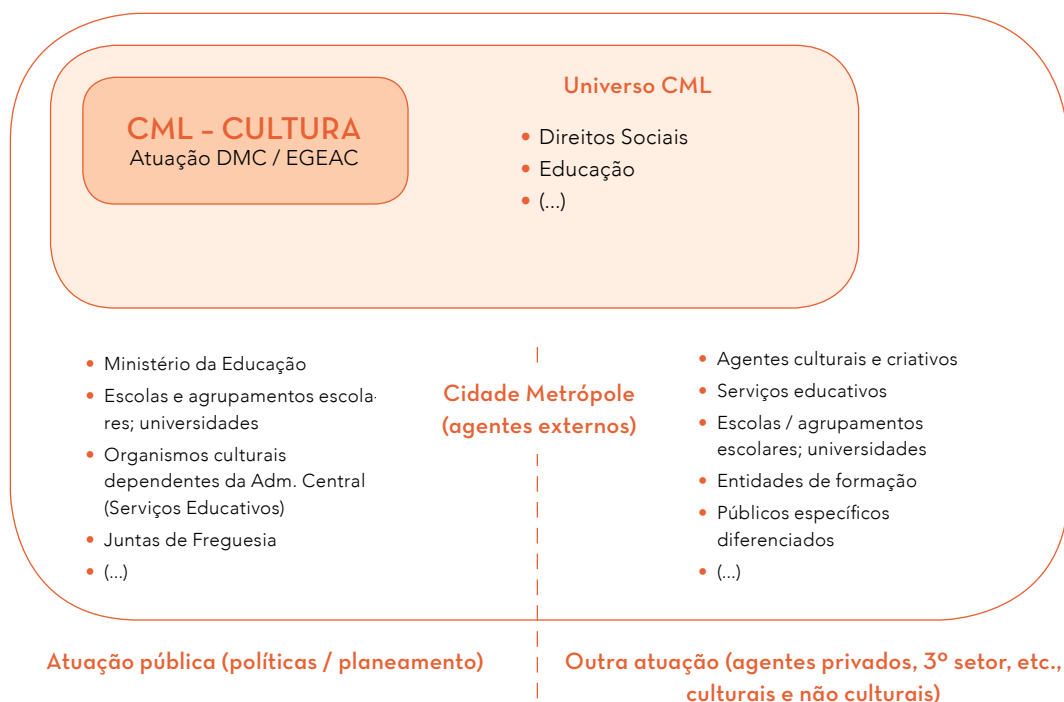 CML – CULTURA
Atuação DMC / EGEAC
Universo CML
• Direitos Sociais
• Educação
• (...)
• Ministério da Educação
• Escolas e agrupamentos escola-
res; universidades
• Organismos culturais
dependentes da Adm. Central
(Serviços Educativos)
• Juntas de Freguesia
• (...)
Cidade Metrópole
(agentes externos)
• Agentes culturais e criativos
• Serviços educativos
• Escolas / agrupamentos
escolares; universidades
• Entidades de formação
• Públicos específicos
diferenciados
• (...)
Atuação pública (políticas / planeamento)
Outra atuação (agentes privados, 3º setor, etc.,
culturais e não culturais)